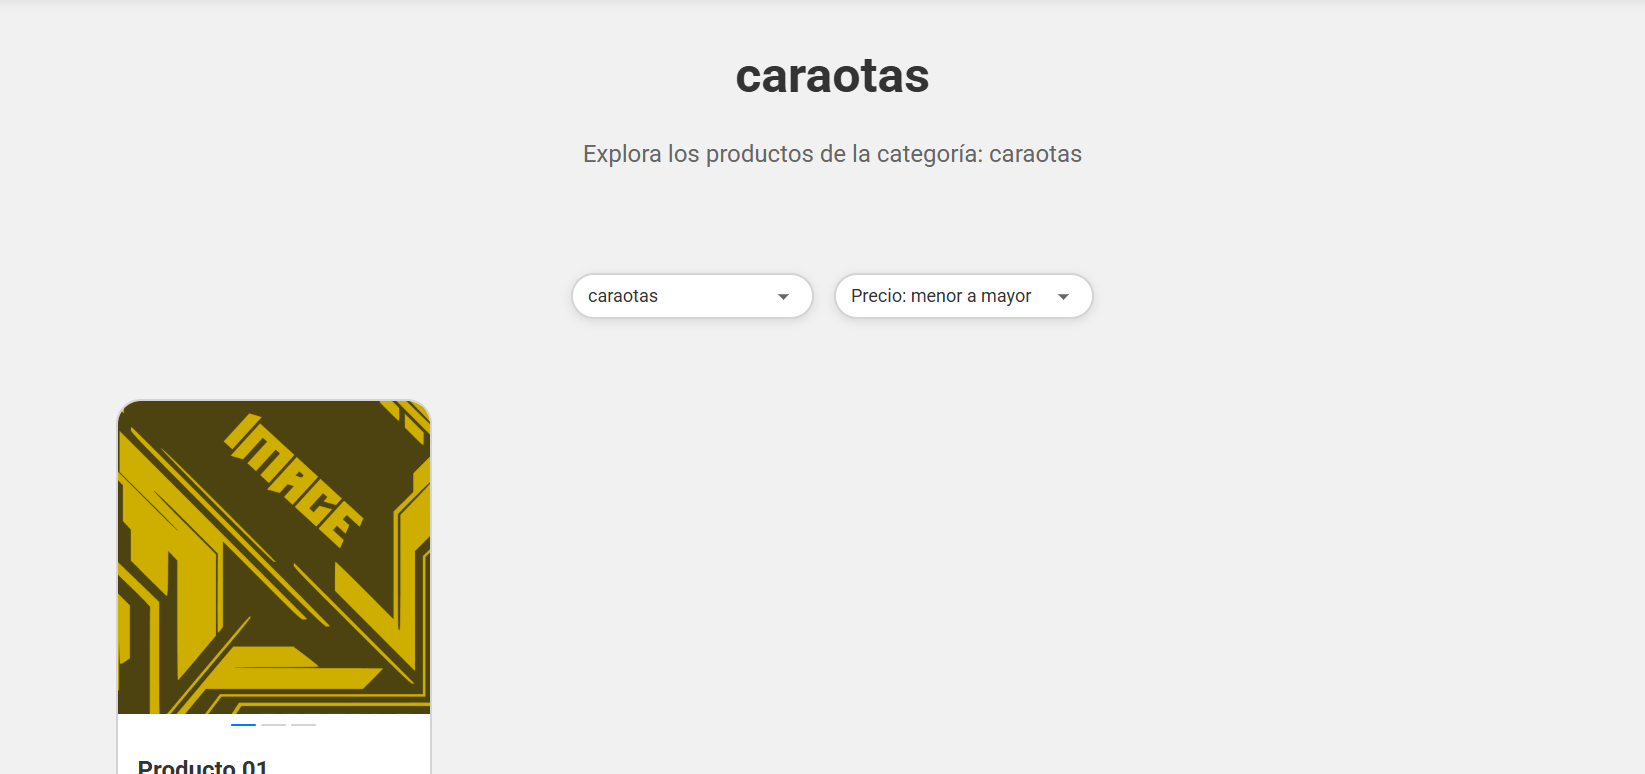 caraotas
Explora los productos de la categoría: caraotas
caraotas
Precio: menor a mayor
IMAGE
Producto 01